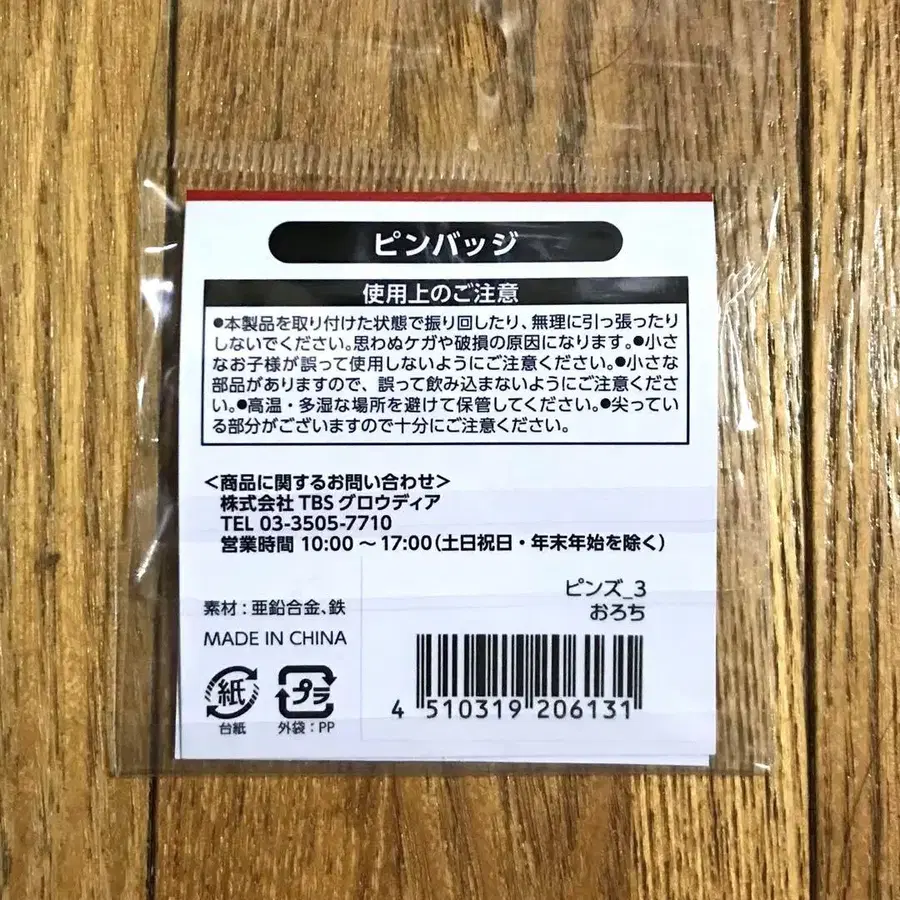 ピンバッジ
使用上のご注意
●本製品を取り付けた状態で振り回したり、無理に引っ張ったり
しないでください。思わぬケガや破損の原因になります。●小さ
なお子様が誤って使用しないようにご注意ください。●小さな
部品がありますので、誤って飲み込まないようにご注意くださ
い。●高温・多湿な場所を避けて保管してください。●尖ってい
る部分がございますので十分にご注意ください。
＜商品に関するお問い合わせ＞
株式会社 TBS グロウディア
TEL 03-3505-7710
営業時間 10:00 ～ 17:00（土日祝日・年末年始を除く）
ピンズ_3
おろち
素材：亜鉛合金、鉄
MADE IN CHINA
紙
台紙
プラ
外袋：PP
4 510319 206131